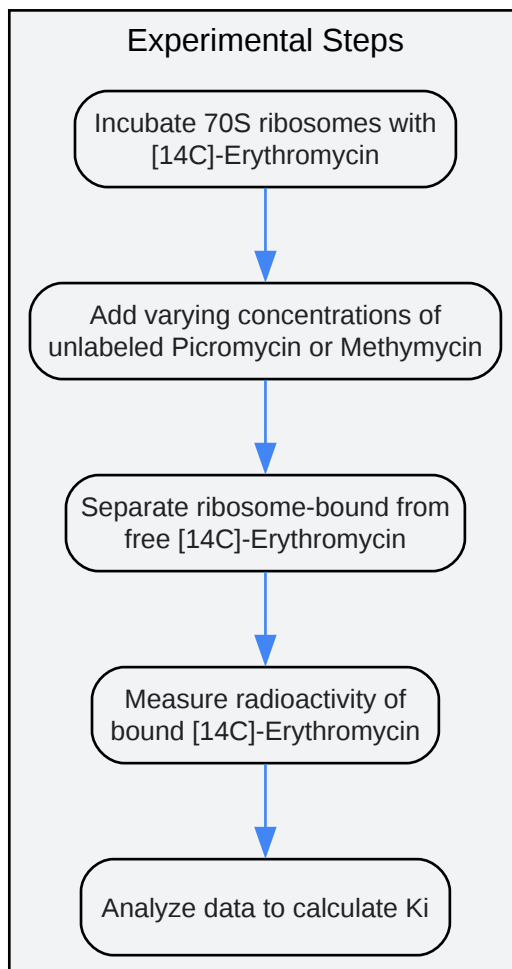 Experimental Steps
Incubate 70S ribosomes with
[14C]-Erythromycin
Add varying concentrations of
unlabeled Picromycin or Methymycin
Separate ribosome-bound from
free [14C]-Erythromycin
Measure radioactivity of
bound [14C]-Erythromycin
Analyze data to calculate Ki